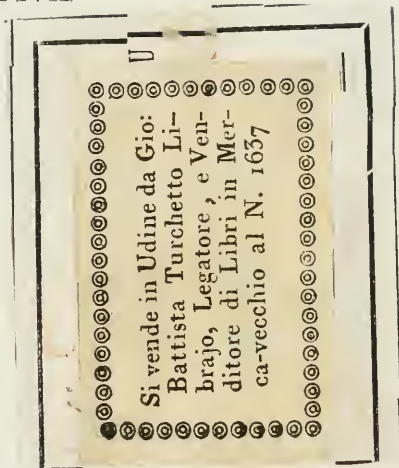 Si vende in Udine da Gio:
Battista Turchetto Li-
brajo, Legatore, e Ven-
ditore di Libri in Mer-
ca-vecchio al N. 1637
U